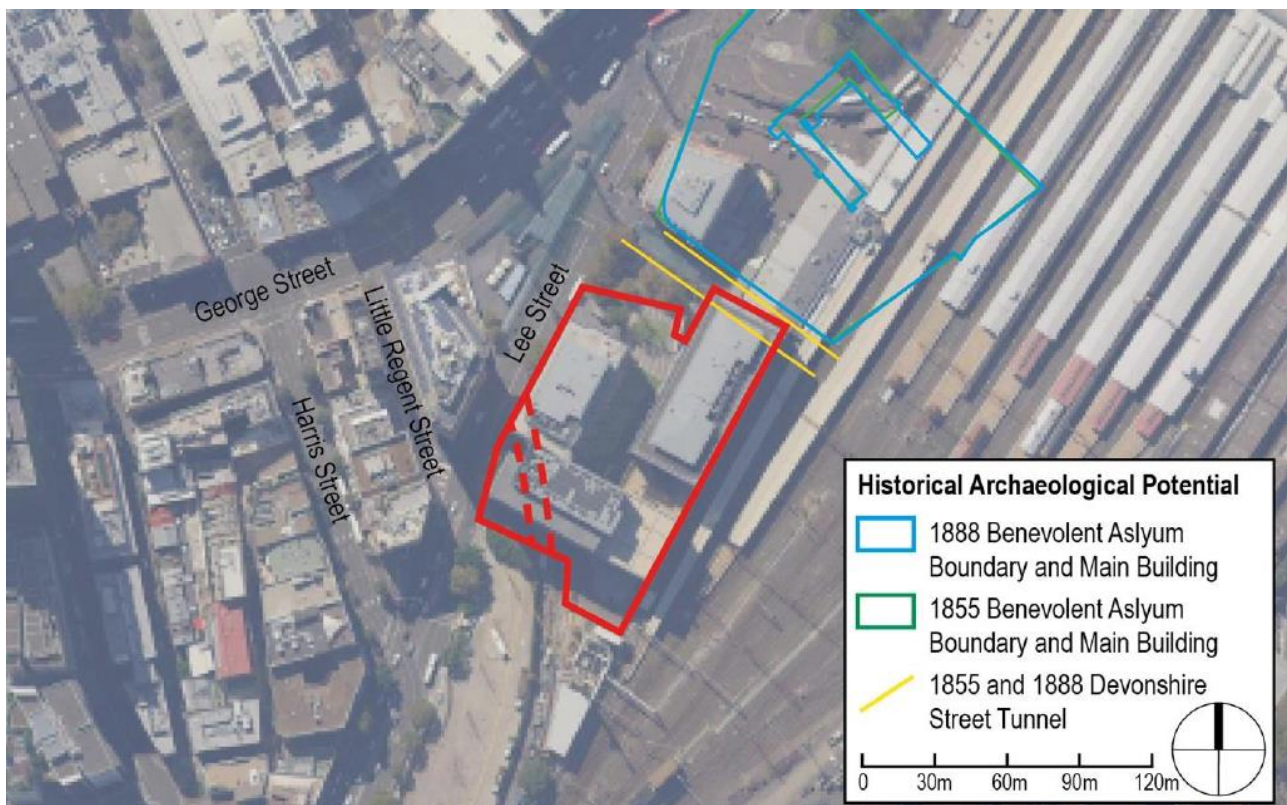 George Street
Little Regent Street
Lee Street
Harris Street
Historical Archaeological Potential
1888 Benevolent Aslyum
Boundary and Main Building
1855 Benevolent Aslyum
Boundary and Main Building
1855 and 1888 Devonshire
Street Tunnel
0 30m 60m 90m 120m